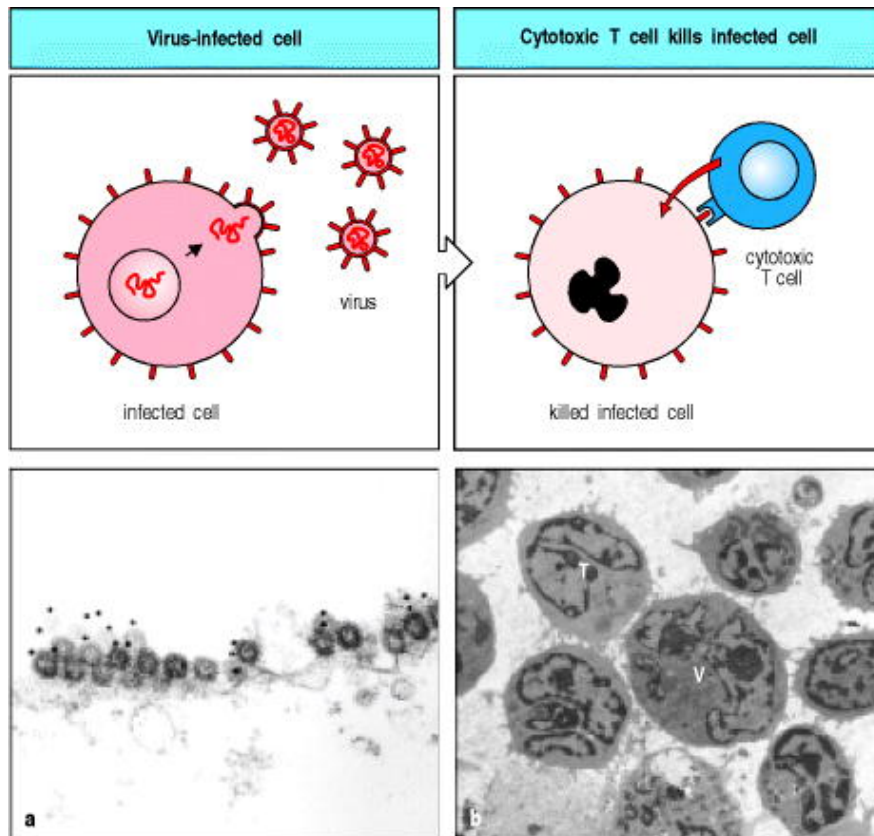 Virus-infected cell
Cytotoxic T cell kills infected cell
virus
infected cell
cytotoxic
T cell
killed infected cell
T
V
a
b